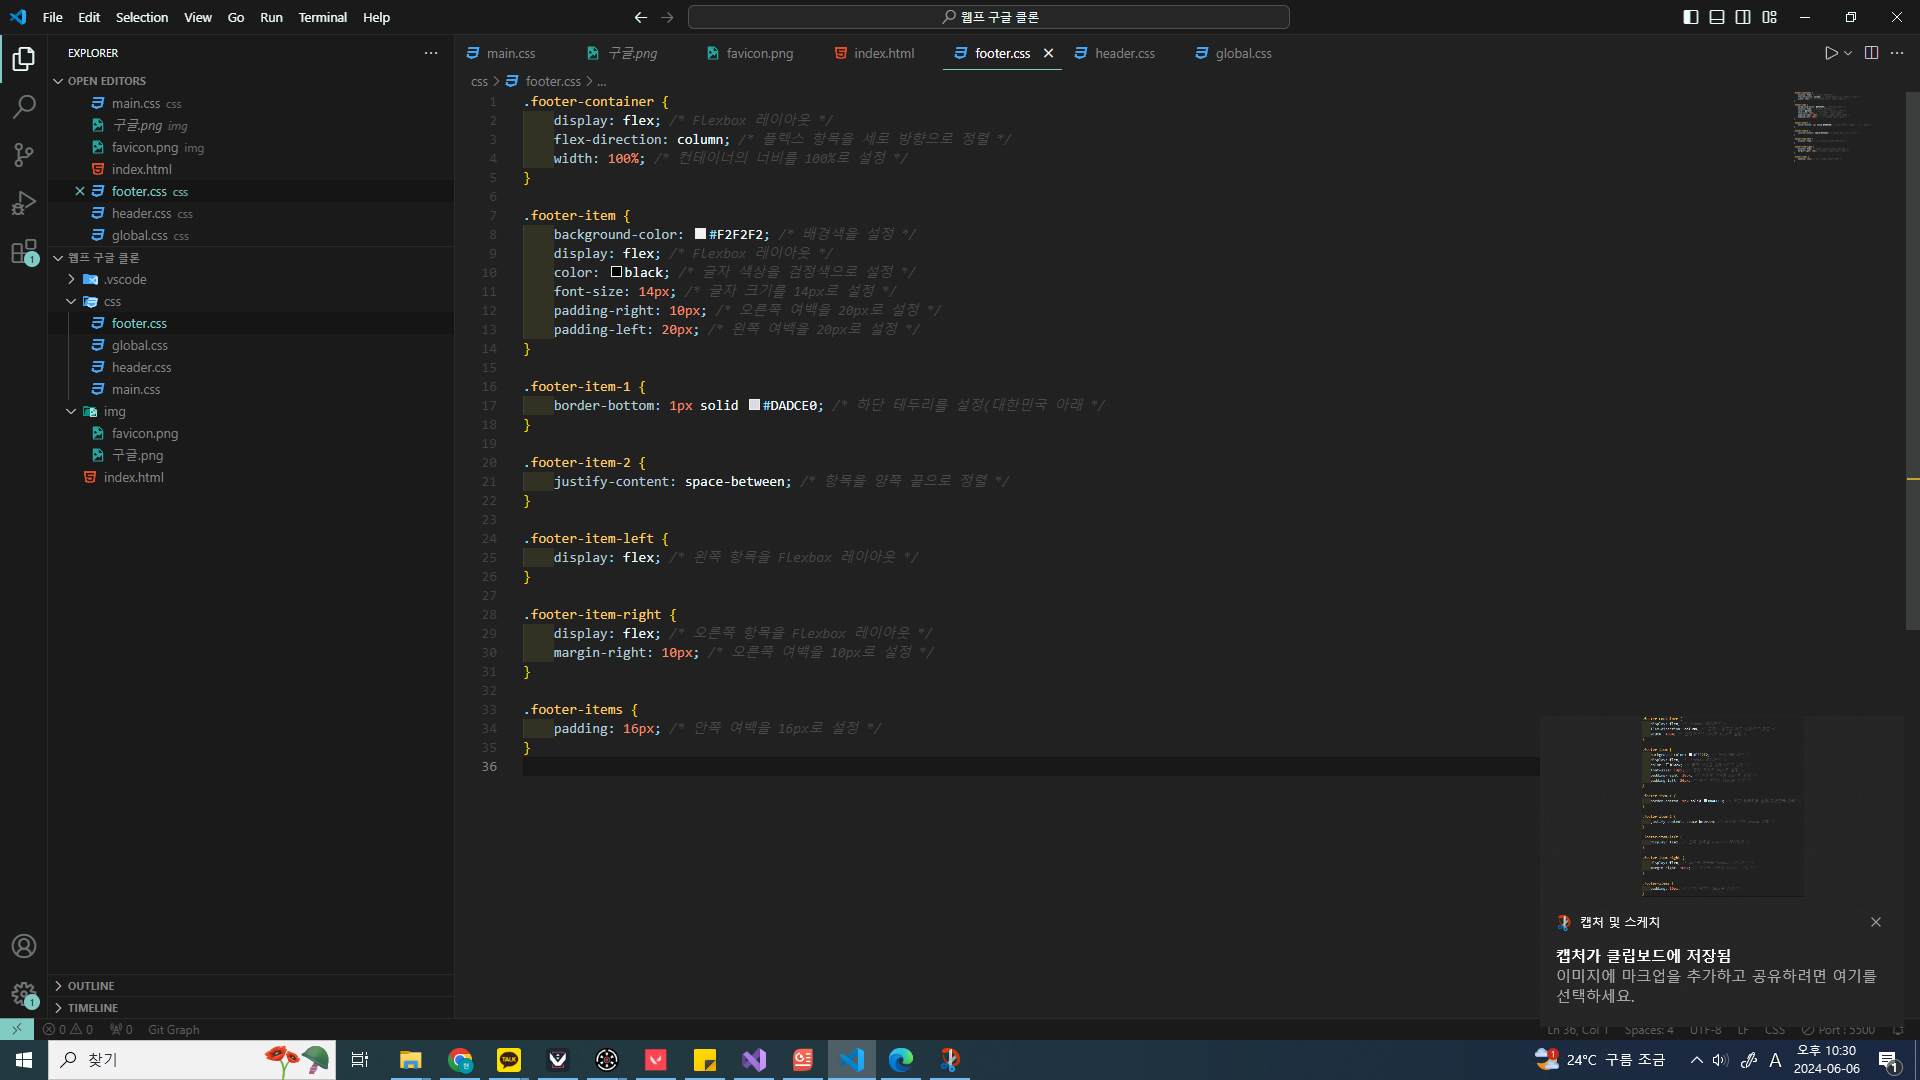 File Edit Selection View Go Run Terminal Help
웹프 구글 클론
EXPLORER
OPEN EDITORS
main.css css
구글.png img
favicon.png img
index.html
footer.css css
header.css css
global.css css
웹프 구글 클론
.vscode
css
footer.css
global.css
header.css
main.css
img
favicon.png
구글.png
index.html
OUTLINE
TIMELINE
main.css 구글.png favicon.png index.html footer.css header.css global.css
css > footer.css > ...
1 .footer-container {
2 display: flex; /* Flexbox 레이아웃 */
3 flex-direction: column; /* 플렉스 항목을 세로 방향으로 정렬 */
4 width: 100%; /* 컨테이너의 너비를 100%로 설정 */
5 }
6
7 .footer-item {
8 background-color: #F2F2F2; /* 배경색을 설정 */
9 display: flex; /* Flexbox 레이아웃 */
10 color: black; /* 글자 색상을 검정색으로 설정 */
11 font-size: 14px; /* 글자 크기를 14px로 설정 */
12 padding-right: 10px; /* 오른쪽 여백을 20px로 설정 */
13 padding-left: 20px; /* 왼쪽 여백을 20px로 설정 */
14 }
15
16 .footer-item-1 {
17 border-bottom: 1px solid #DADCE0; /* 하단 테두리를 설정(대한민국 아래 */
18 }
19
20 .footer-item-2 {
21 justify-content: space-between; /* 항목을 양쪽 끝으로 정렬 */
22 }
23
24 .footer-item-left {
25 display: flex; /* 왼쪽 항목을 Flexbox 레이아웃 */
26 }
27
28 .footer-item-right {
29 display: flex; /* 오른쪽 항목을 Flexbox 레이아웃 */
30 margin-right: 10px; /* 오른쪽 여백을 10px로 설정 */
31 }
32
33 .footer-items {
34 padding: 16px; /* 안쪽 여백을 16px로 설정 */
35 }
36
캡처 및 스케치
캡처가 클립보드에 저장됨
이미지에 마크업을 추가하고 공유하려면 여기를
선택하세요.
0 0 0 Git Graph
Ln 36, Col 1 Spaces: 4 UTF-8 LF CSS Port : 5500
찾기
TALK
24°C 구름 조금
A
오후 10:30
2024-06-06
1